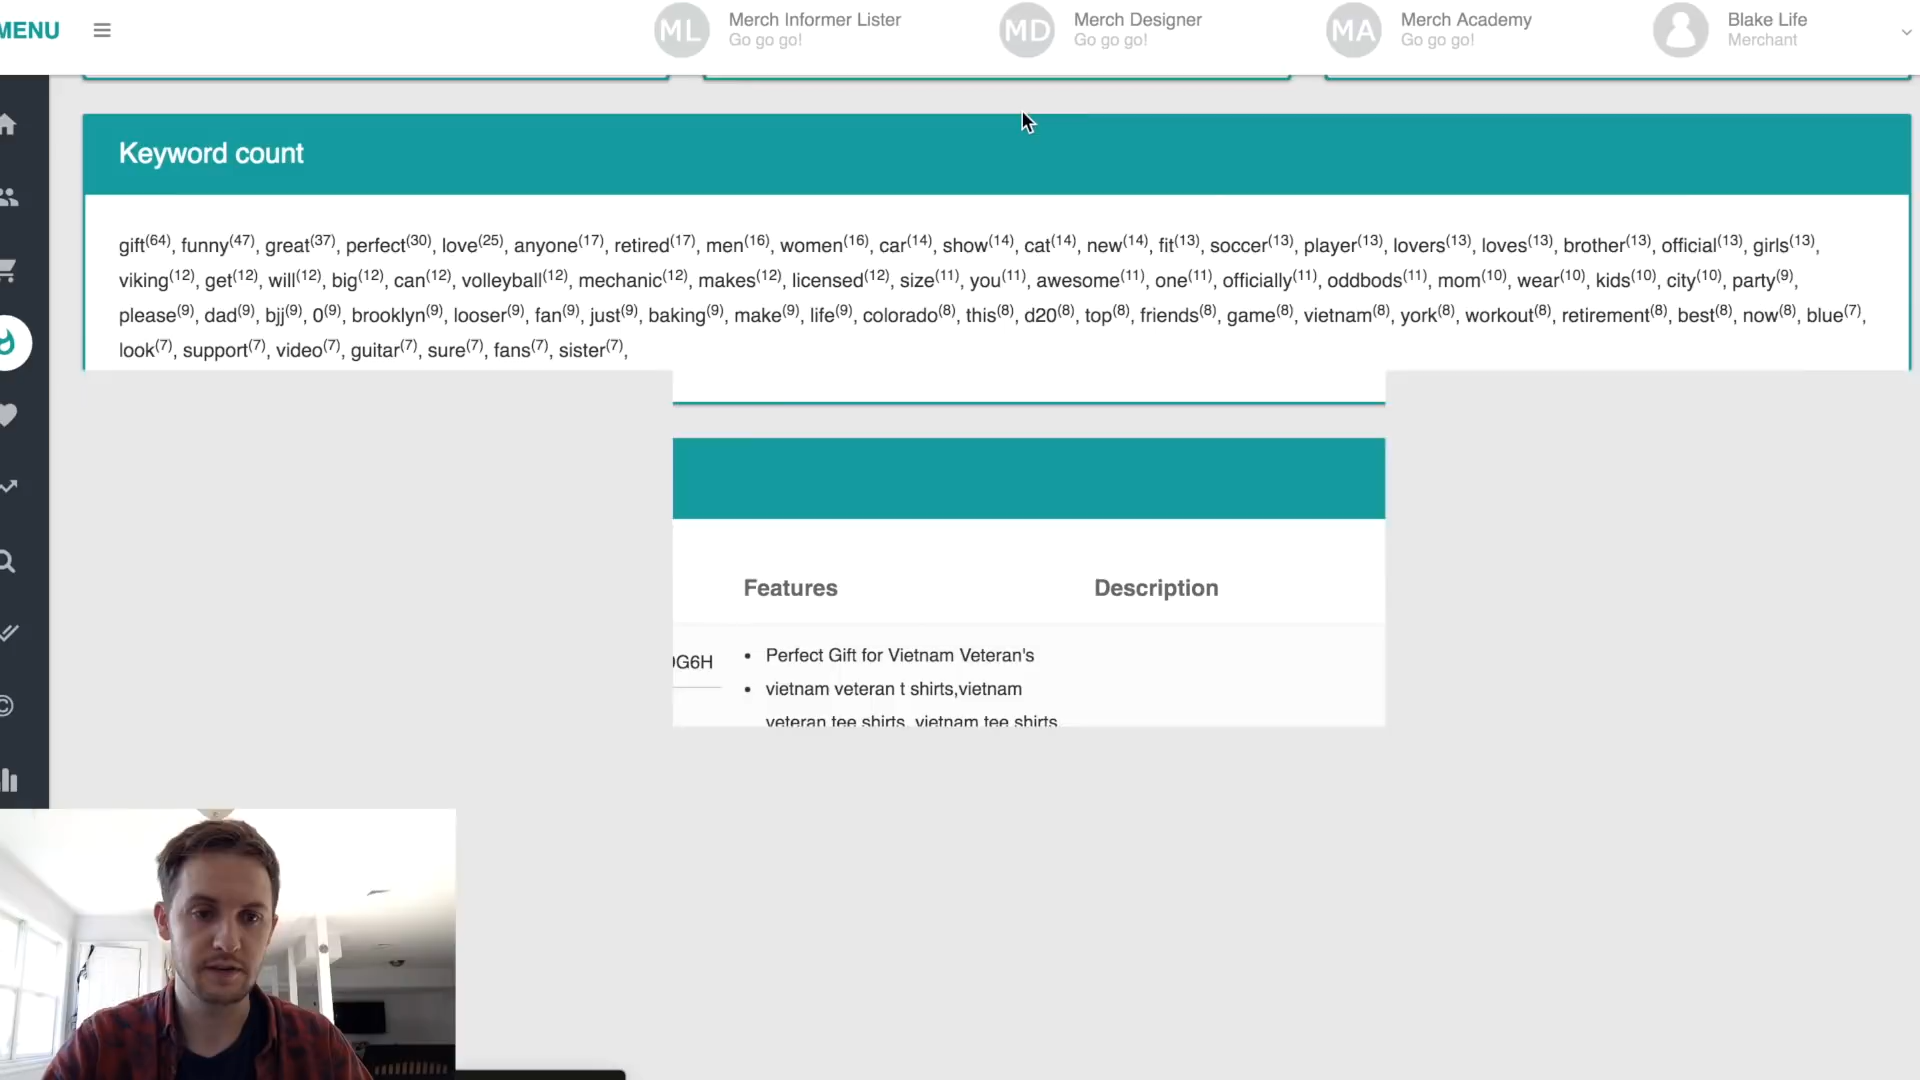 MENU
ML Merch Informer Lister
Go go go!
MD Merch Designer
Go go go!
MA Merch Academy
Go go go!
Blake Life
Merchant
Keyword count
gift(64), funny(47), great(37), perfect(30), love(25), anyone(17), retired(17), men(16), women(16), car(14), show(14), cat(14), new(14), fit(13), soccer(13), player(13), lovers(13), loves(13), brother(13), official(13), girls(13),
viking(12), get(12), will(12), big(12), can(12), volleyball(12), mechanic(12), makes(12), licensed(12), size(11), you(11), awesome(11), one(11), officially(11), oddbods(11), mom(10), wear(10), kids(10), city(10), party(9),
please(9), dad(9), bjj(9), 0(9), brooklyn(9), looser(9), fan(9), just(9), baking(9), make(9), life(9), colorado(8), this(8), d20(8), top(8), friends(8), game(8), vietnam(8), york(8), workout(8), retirement(8), best(8), now(8), blue(7),
look(7), support(7), video(7), guitar(7), sure(7), fans(7), sister(7),
Features Description
G6H
• Perfect Gift for Vietnam Veteran's
• vietnam veteran t shirts,vietnam
veteran tee shirts, vietnam tee shirts